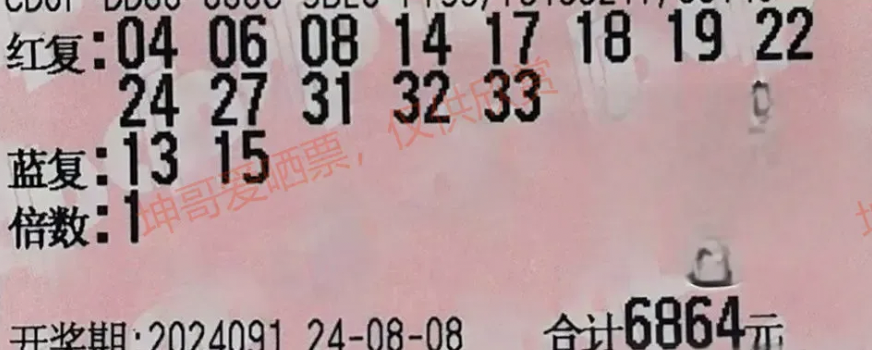 红复:04 06 08 14 17 18 19 22
24 27 31 32 33
蓝复:13 15
倍数:1
坤哥爱晒票，仅供欣赏
开奖期:2024091 24-08-08 合计6864元